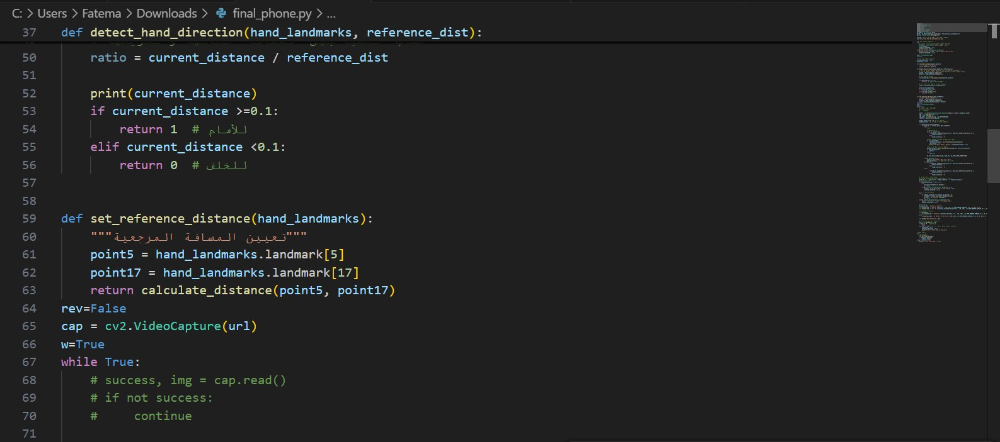 C: > Users > Fatema > Downloads > final_phone.py > ...
37 def detect_hand_direction(hand_landmarks, reference_dist):
50     ratio = current_distance / reference_dist
51
52     print(current_distance)
53     if current_distance >=0.1:
54         return 1  # للأمام
55     elif current_distance <0.1:
56         return 0  # للخلف
57
58
59 def set_reference_distance(hand_landmarks):
60     """تعيين المسافة المرجعية"""
61     point5 = hand_landmarks.landmark[5]
62     point17 = hand_landmarks.landmark[17]
63     return calculate_distance(point5, point17)
64 rev=False
65 cap = cv2.VideoCapture(url)
66 w=True
67 while True:
68     # success, img = cap.read()
69     # if not success:
70     #     continue
71